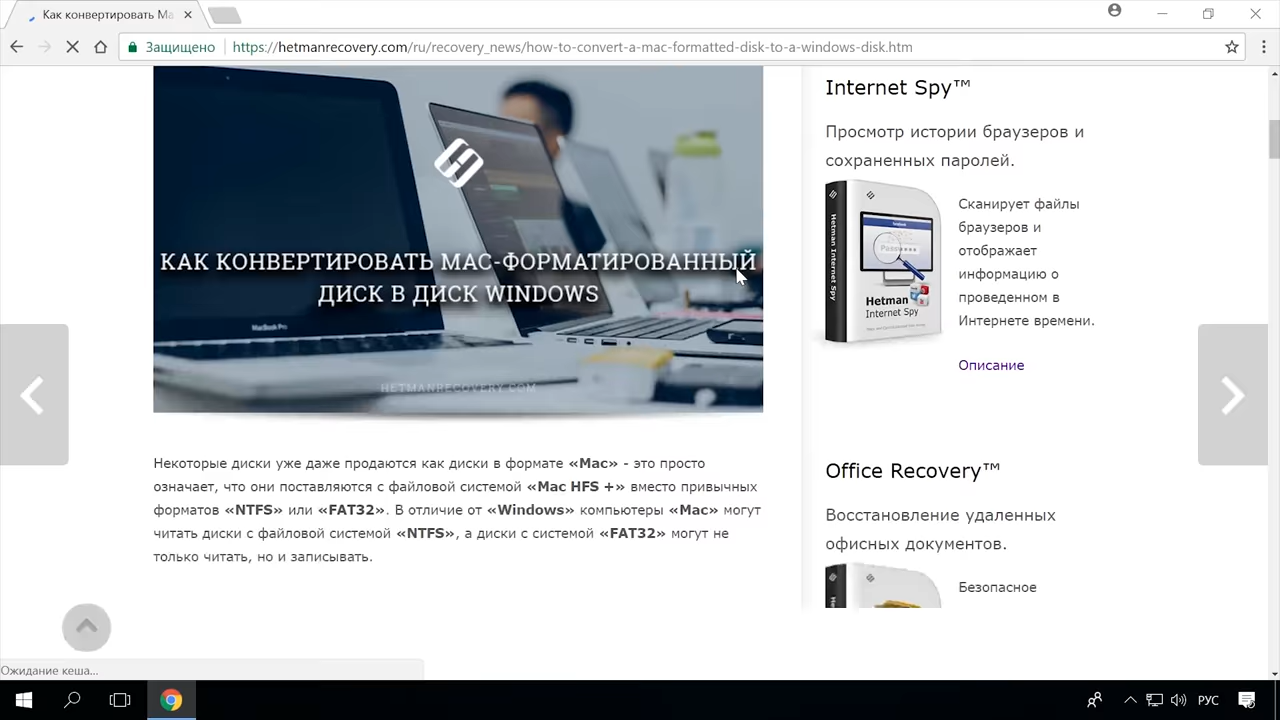 Как конвертировать Ма
Защищено
https://hetmanrecovery.com/ru/recovery_news/how-to-convert-a-mac-formatted-disk-to-a-windows-disk.htm
КАК КОНВЕРТИРОВАТЬ MAC-ФОРМАТИРОВАННЫЙ
ДИСК В ДИСК WINDOWS
MacBook Pro
HETMANRECOVERY.COM
Некоторые диски уже даже продаются как диски в формате «Mac» - это просто
означает, что они поставляются с файловой системой «Mac HFS +» вместо привычных
форматов «NTFS» или «FAT32». В отличие от «Windows» компьютеры «Mac» могут
читать диски с файловой системой «NTFS», а диски с системой «FAT32» могут не
только читать, но и записывать.
Internet Spy™
Просмотр истории браузеров и
сохраненных паролей.
Hetman Internet Spy
Hetman
Internet Spy
Сканирует файлы
браузеров и
отображает
информацию о
проведенном в
Интернете времени.
Описание
Office Recovery™
Восстановление удаленных
офисных документов.
Безопасное
Ожидание кеша...
РУС